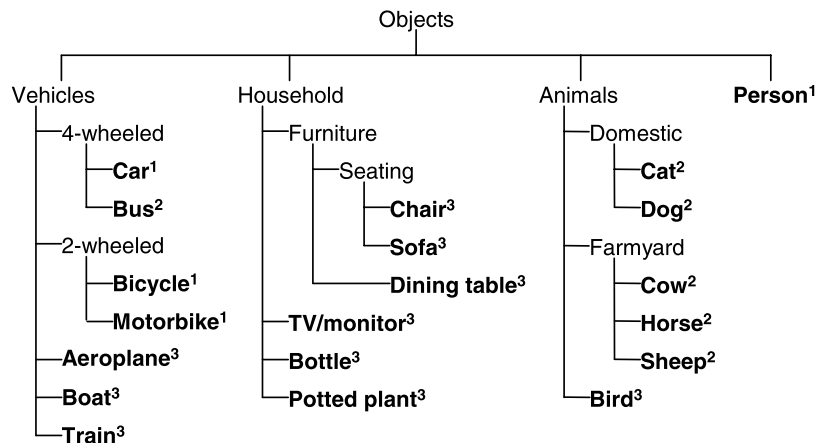 Objects
Vehicles
4-wheeled
Car¹
Bus²
2-wheeled
Bicycle¹
Motorbike¹
Aeroplane³
Boat³
Train³
Household
Furniture
Seating
Chair³
Sofa³
Dining table³
TV/monitor³
Bottle³
Potted plant³
Animals
Domestic
Cat²
Dog²
Farmyard
Cow²
Horse²
Sheep²
Bird³
Person¹